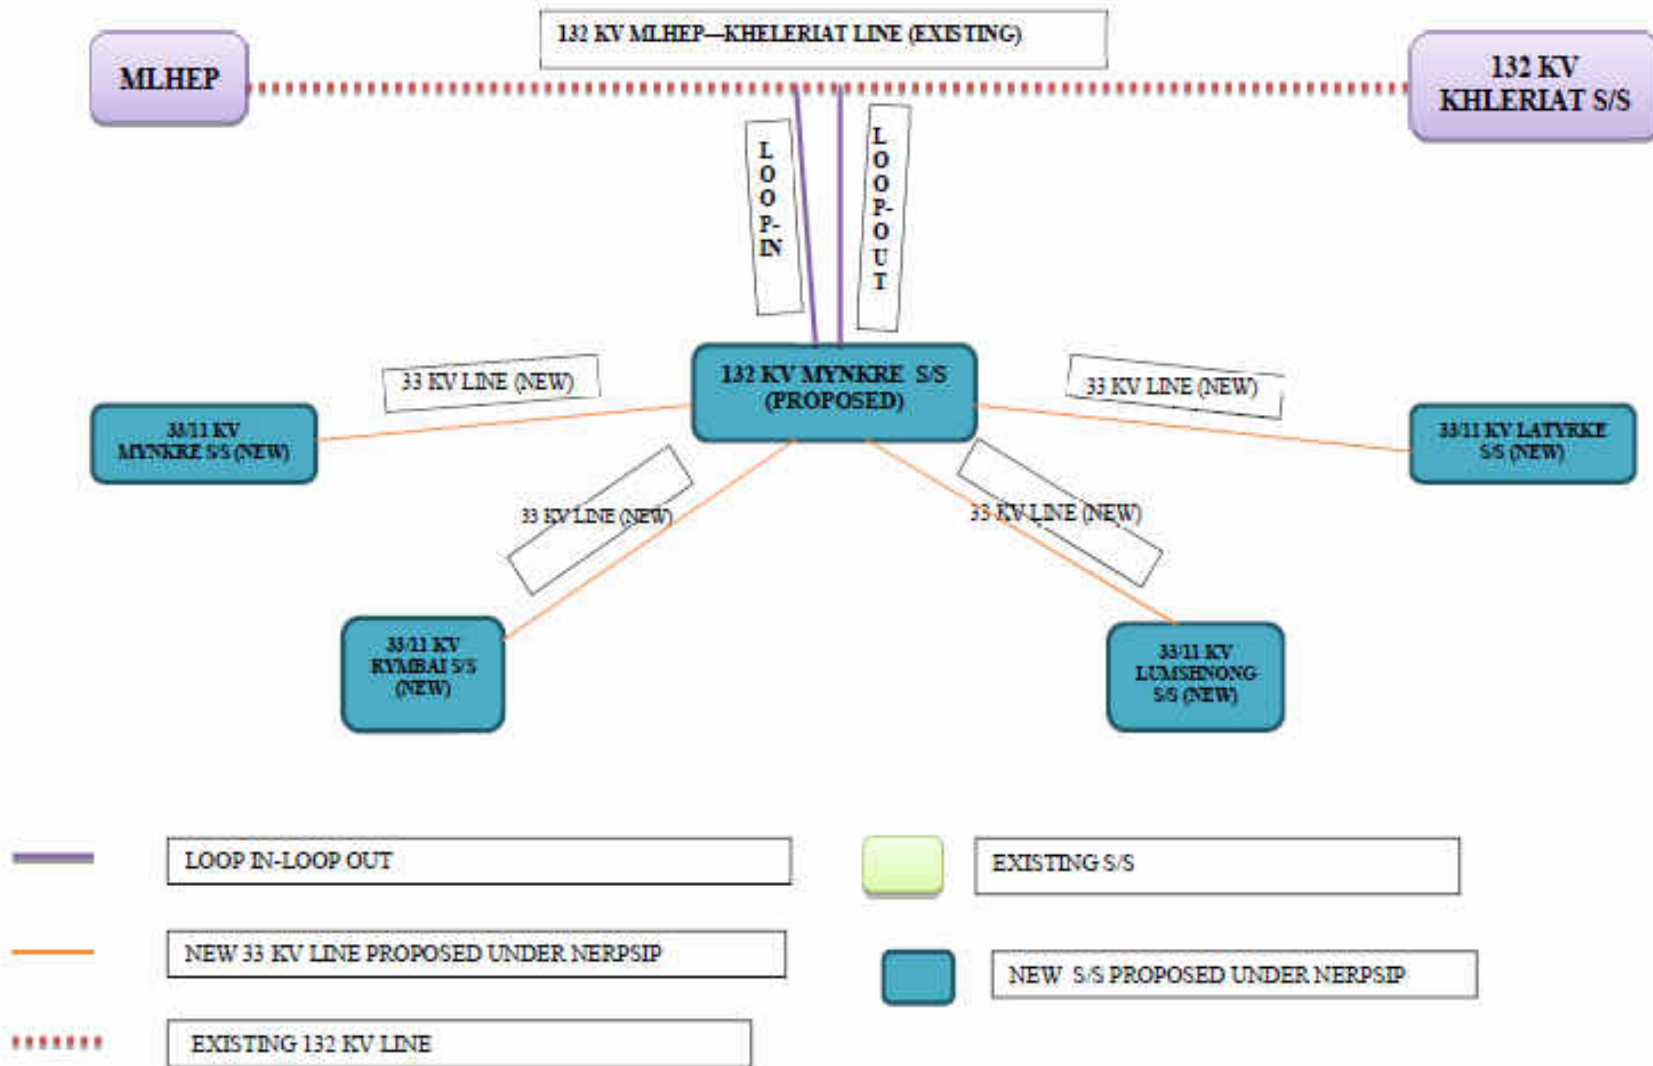 132 KV MLHEP—KHELERIAT LINE (EXISTING)
MLHEP
132 KV
KHLERIAT S/S
LOOP-IN
LOOP-OUT
33 KV LINE (NEW)
132 KV MYNKRE S/S
(PROPOSED)
33 KV LINE (NEW)
33/11 KV
MYNKRE S/S (NEW)
33/11 KV LATYRKE
S/S (NEW)
33 KV LINE (NEW)
33 KV LINE (NEW)
33/11 KV
RYMBAI S/S
(NEW)
33/11 KV
LUMSHNONG
S/S (NEW)
LOOP IN-LOOP OUT
EXISTING S/S
NEW 33 KV LINE PROPOSED UNDER NERPSIP
NEW S/S PROPOSED UNDER NERPSIP
EXISTING 132 KV LINE